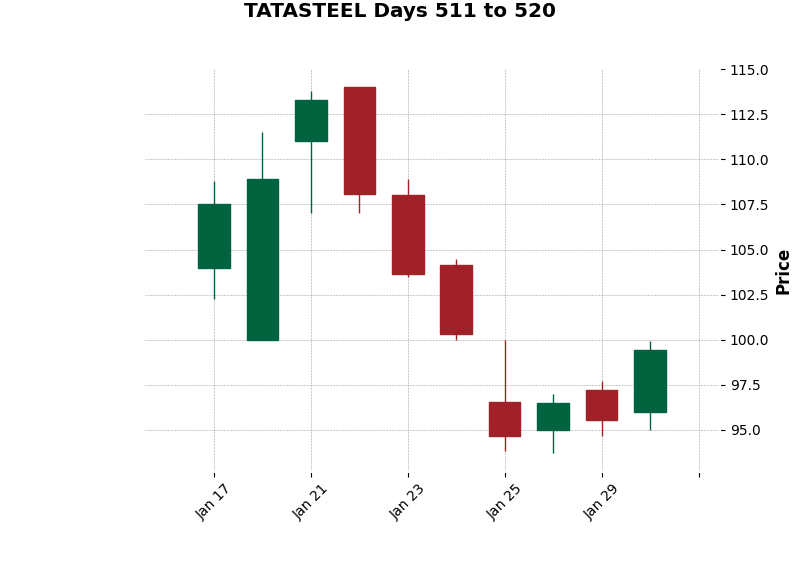 TATASTEEL Days 511 to 520
115.0
112.5
110.0
107.5
105.0
102.5
100.0
97.5
95.0
Price
Jan 17
Jan 21
Jan 23
Jan 25
Jan 29